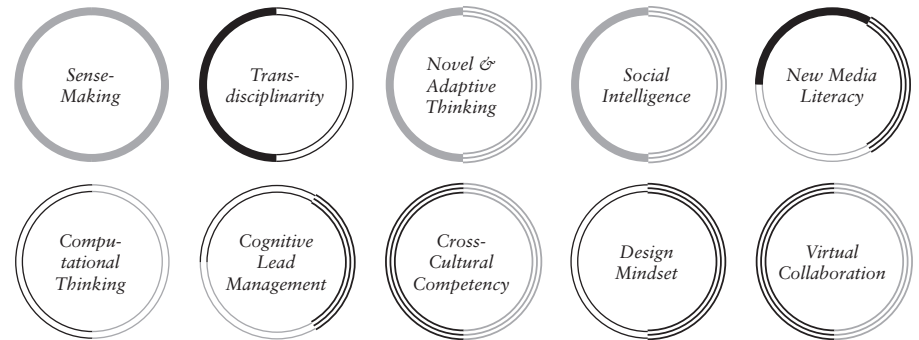 Sense-
Making
Trans-
disciplinarity
Novel &
Adaptive
Thinking
Social
Intelligence
New Media
Literacy
Compu-
tational
Thinking
Cognitive
Lead
Management
Cross-
Cultural
Competency
Design
Mindset
Virtual
Collaboration